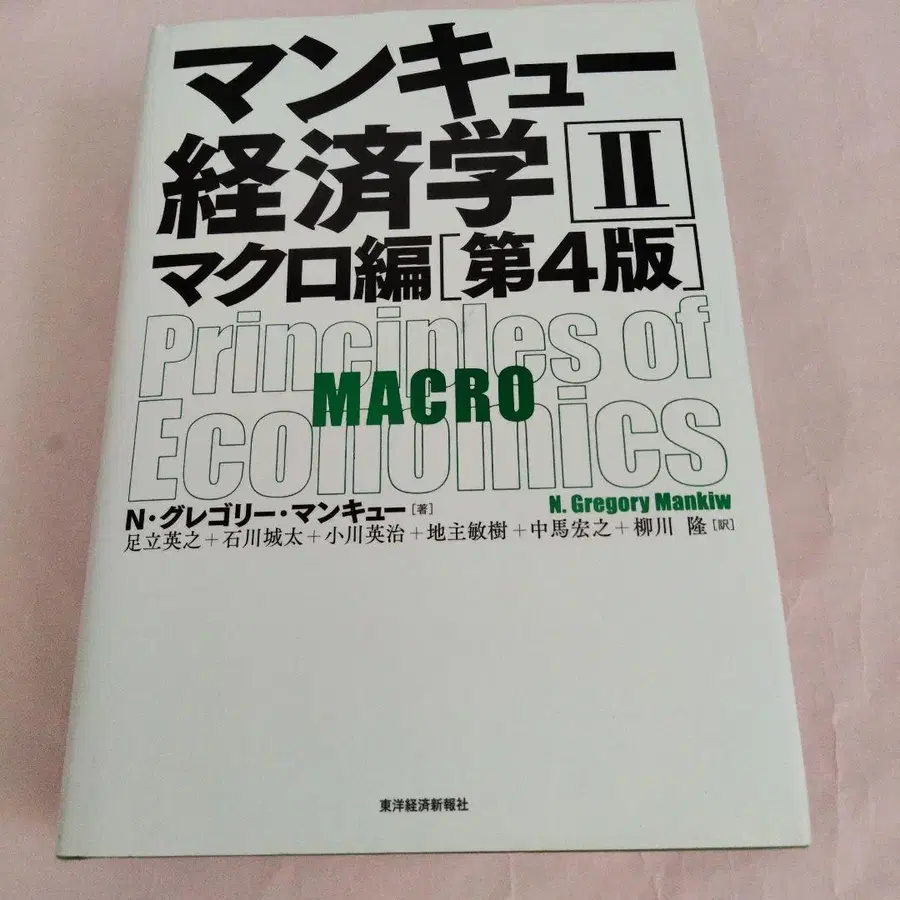 マンキュー
経済学 Ⅱ
マクロ編[第4版]
Principles of
MACRO
Economics
N・グレゴリー・マンキュー[著]
N. Gregory Mankiw
足立英之+石川城太+小川英治+地主敏樹+中馬宏之+柳川 隆[訳]
東洋経済新報社